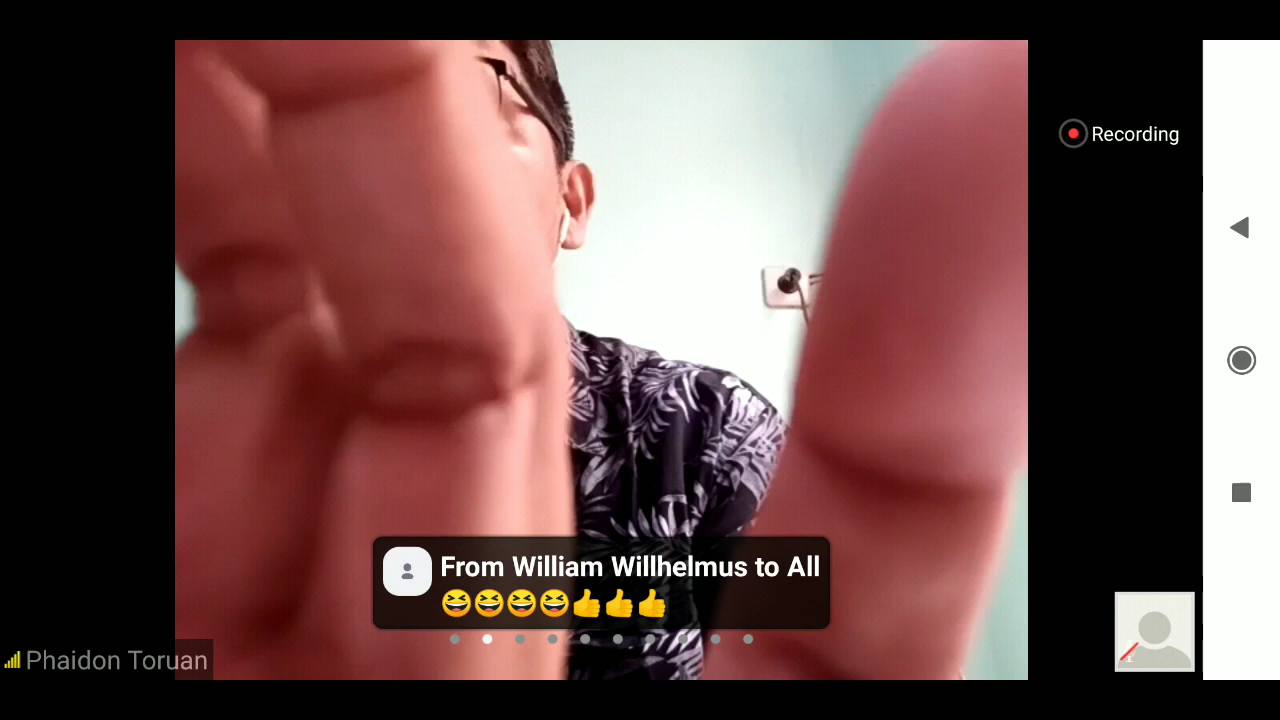 Recording
From William Willhelmus to All
😆😆😆😆👍👍👍
Phaidon Toruan